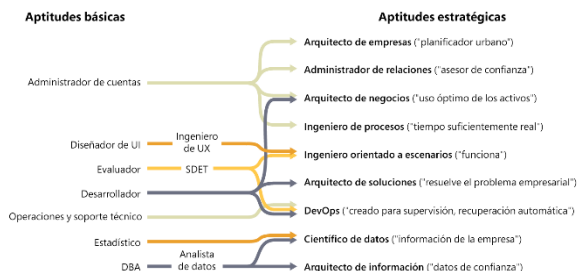 Aptitudes básicas
Aptitudes estratégicas
Arquitecto de empresas ("planificador urbano")
Administrador de cuentas
Administrador de relaciones ("asesor de confianza")
Arquitecto de negocios ("uso óptimo de los activos")
Ingeniero de procesos ("tiempo suficientemente real")
Diseñador de UI
Ingeniero
de UX
Ingeniero orientado a escenarios ("funciona")
Evaluador
SDET
Desarrollador
Arquitecto de soluciones ("resuelve el problema empresarial")
Operaciones y soporte técnico
DevOps ("creado para supervisión, recuperación automática")
Estadístico
Científico de datos ("información de la empresa")
DBA
Analista
de datos
Arquitecto de información ("datos de confianza")